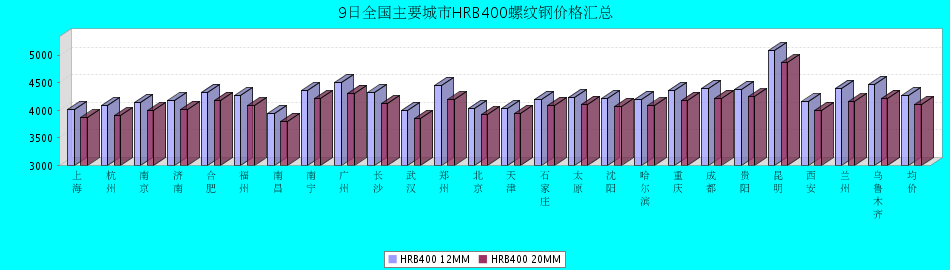 9日全国主要城市HRB400螺纹钢价格汇总
5000
4500
4000
3500
3000
上海
杭州
南京
济南
合肥
福州
南昌
南宁
广州
长沙
武汉
郑州
北京
天津
石家庄
太原
沈阳
哈尔滨
重庆
成都
贵阳
昆明
西安
兰州
乌鲁木齐
均价
HRB400 12MM HRB400 20MM